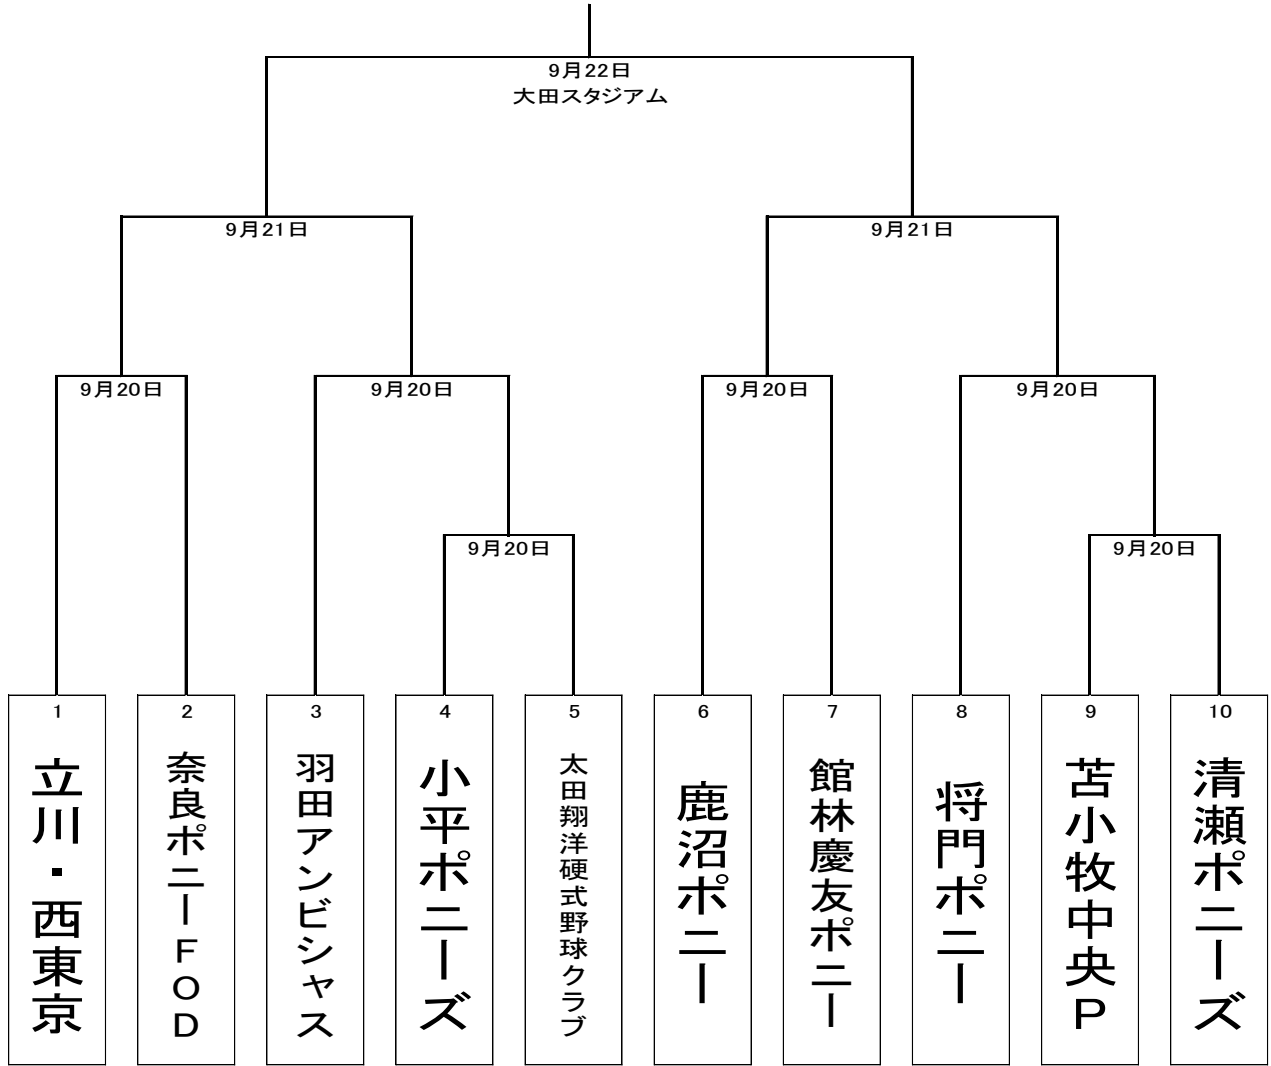 9月22日
大田スタジアム
9月21日
9月21日
9月20日
9月20日
9月20日
9月20日
9月20日
9月20日
1
立川・西東京
2
奈良ポニーFOD
3
羽田アンビシャス
4
小平ポニーズ
5
太田翔洋硬式野球クラブ
6
鹿沼ポニー
7
館林慶友ポニー
8
将門ポニー
9
苫小牧中央P
10
清瀬ポニーズ